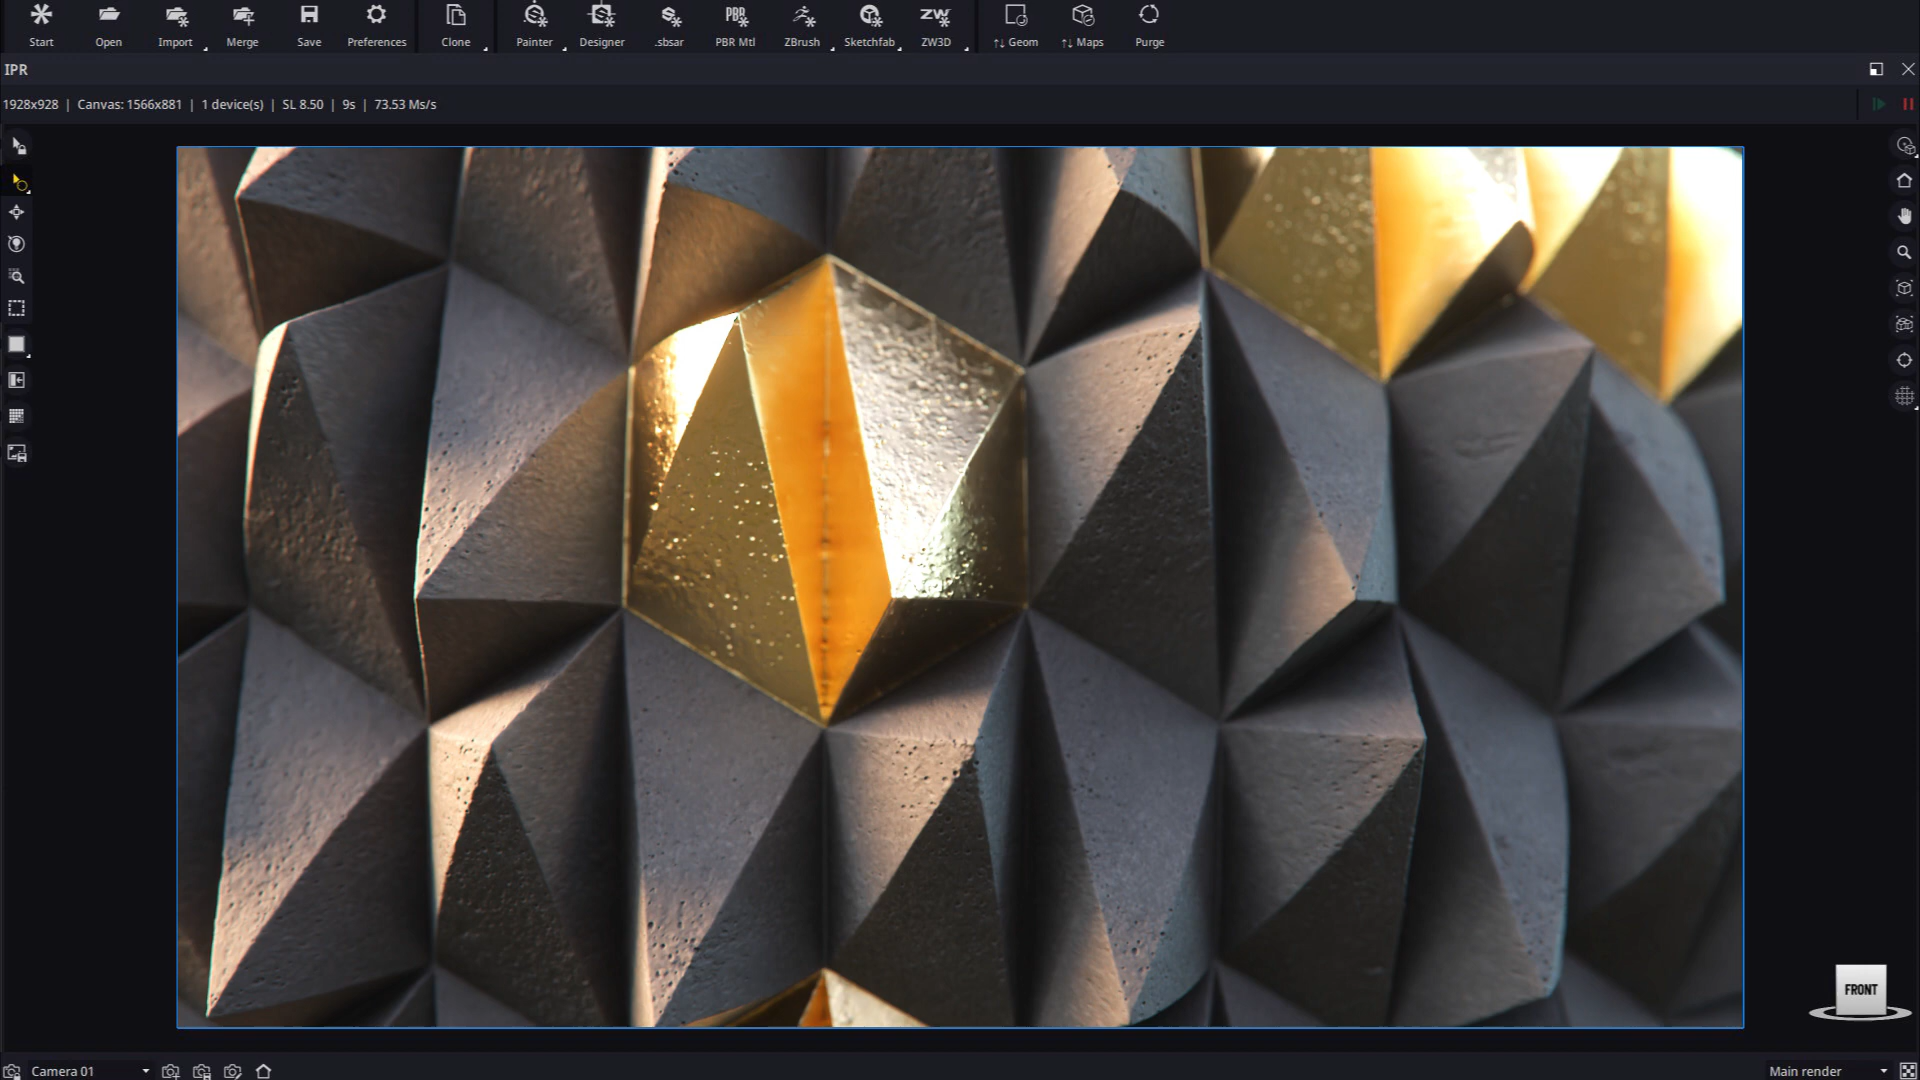 Start Open Import Merge Save Preferences Clone Painter Designer .sbsar PBR Mtl ZBrush Sketchfab ZW3D ↑↓ Geom ↑↓ Maps Purge
IPR
1928x928 | Canvas: 1566x881 | 1 device(s) | SL 8.50 | 9s | 73.53 Ms/s
FRONT
Camera 01
Main render